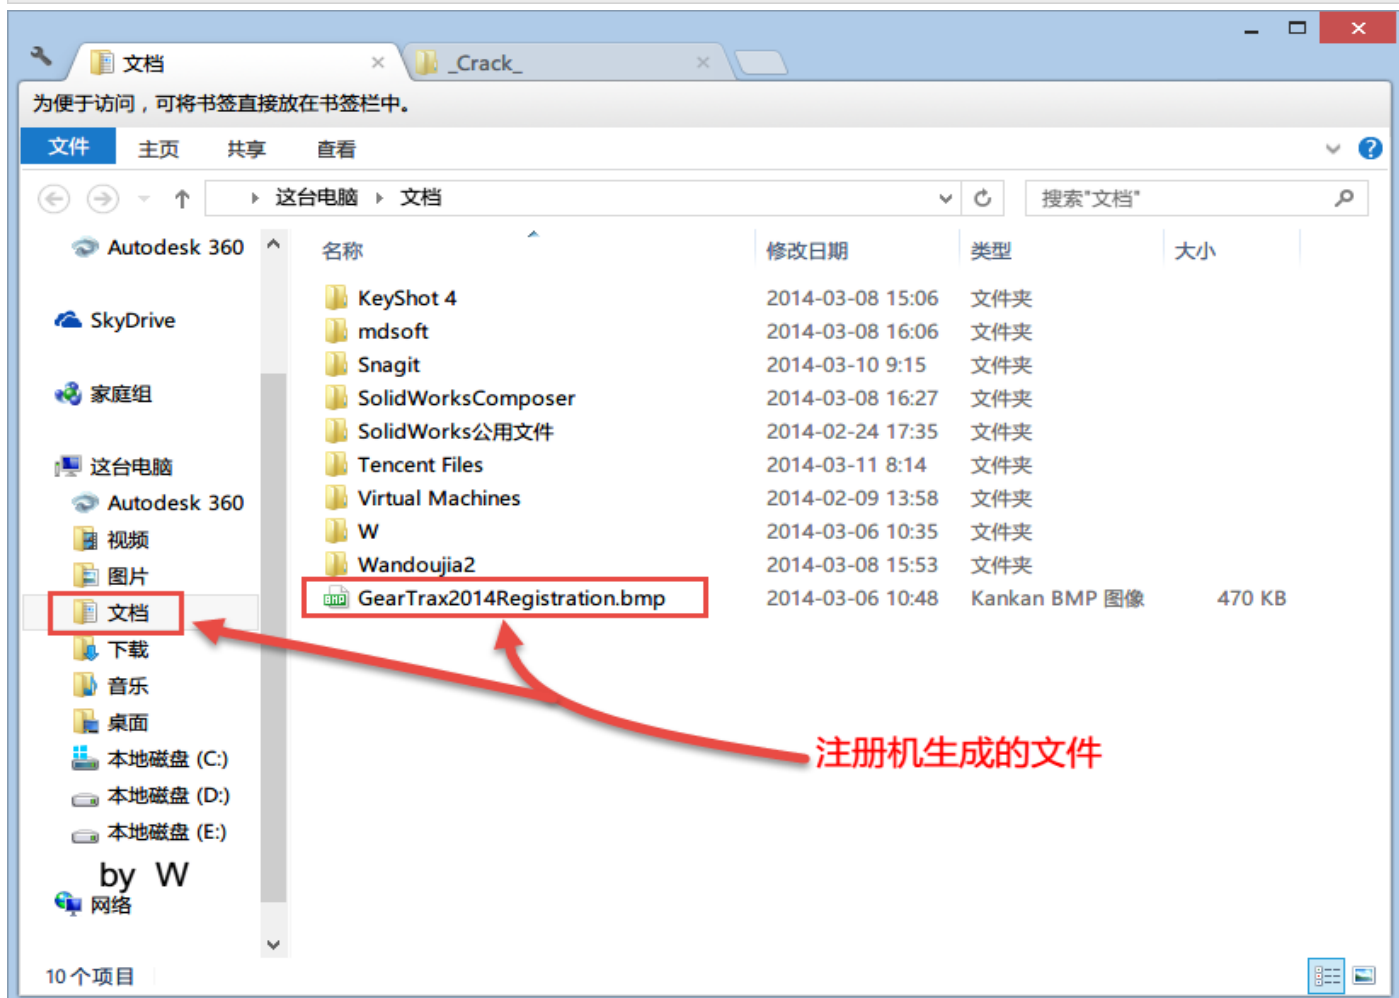 文档
_Crack_
为便于访问，可将书签直接放在书签栏中。
文件 主页 共享 查看
这台电脑 文档
搜索"文档"
名称 修改日期 类型 大小
Autodesk 360
SkyDrive
家庭组
这台电脑
Autodesk 360
视频
图片
文档
下载
音乐
桌面
本地磁盘 (C:)
本地磁盘 (D:)
本地磁盘 (E:)
by W
网络
KeyShot 4 2014-03-08 15:06 文件夹
mdsoft 2014-03-08 16:06 文件夹
Snagit 2014-03-10 9:15 文件夹
SolidWorksComposer 2014-03-08 16:27 文件夹
SolidWorks公用文件 2014-02-24 17:35 文件夹
Tencent Files 2014-03-11 8:14 文件夹
Virtual Machines 2014-02-09 13:58 文件夹
W 2014-03-06 10:35 文件夹
Wandoujia2 2014-03-08 15:53 文件夹
BMP GearTrax2014Registration.bmp 2014-03-06 10:48 Kankan BMP 图像 470 KB
注册机生成的文件
10 个项目